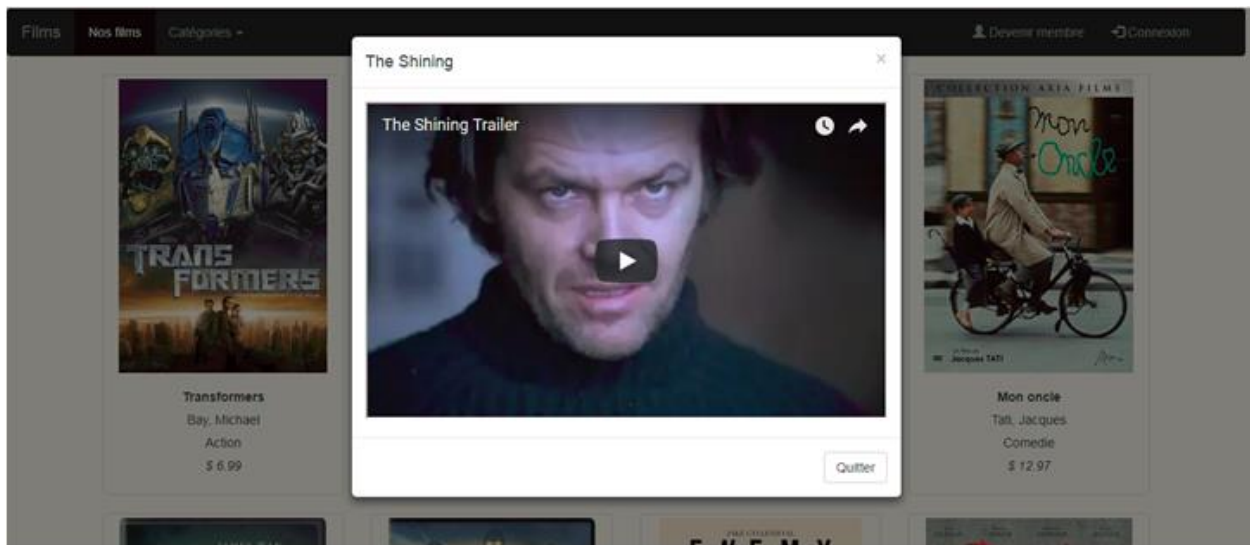 Films Nos films Catégories Devenir membre Connexion
The Shining ×
The Shining Trailer
TRANSFORMERS
COLLECTION AXIA FILMS
Mon Oncle
Jacques TATI
Transformers
Bay, Michael
Action
$ 6.99
Mon oncle
Tati, Jacques
Comedie
$ 12.97
Quitter
ENEMY